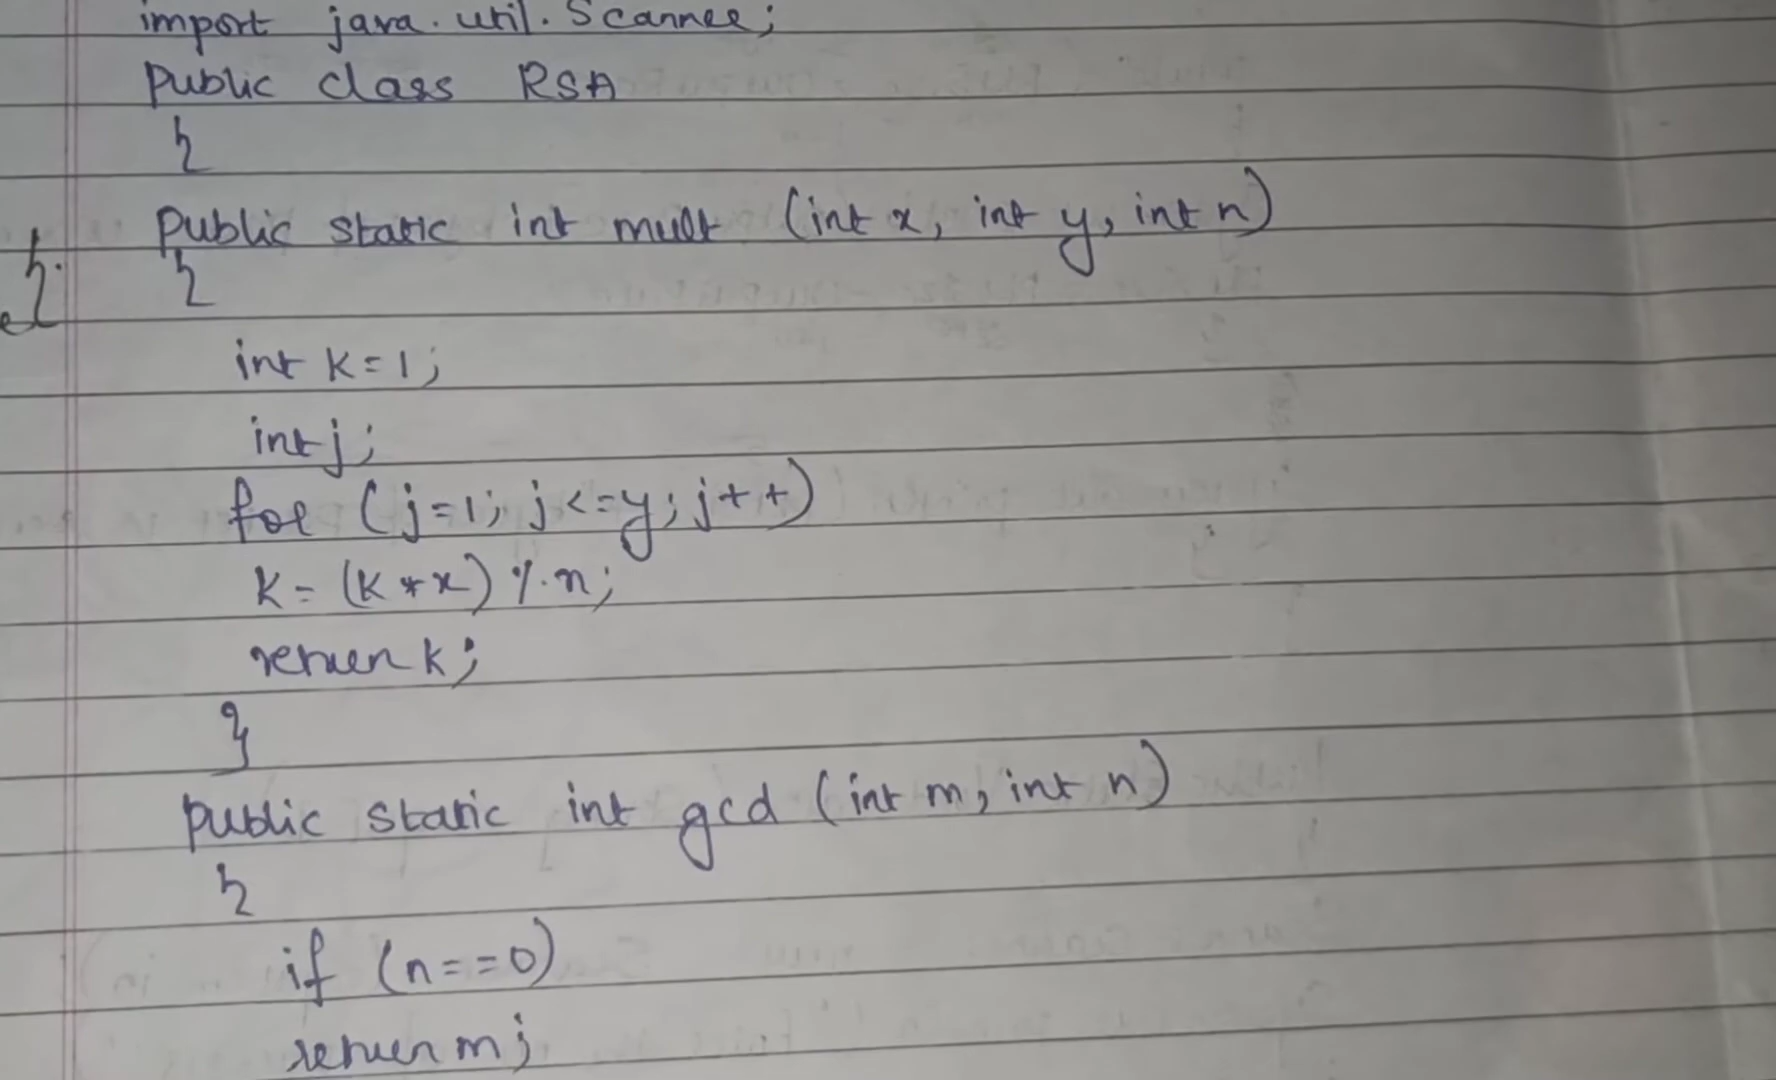 import java.util.Scanner;
public class RSA
{
public static int mult (int x, int y, int n)
{
int k=1;
int j;
for (j=1; j<=y; j++)
k= (k*x) % n;
return k;
}
public static int gcd (int m, int n)
{
if (n==0)
return m;